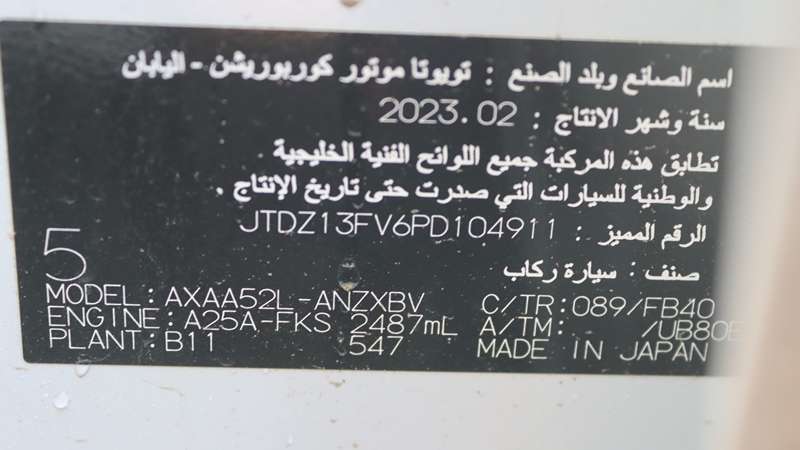 اسم الصانع وبلد الصنع : تويوتا موتور كوربوريشن - اليابان
سنة وشهر الانتاج : 2023.02
تطابق هذه المركبة جميع اللوائح الفنية الخليجية
والوطنية للسيارات التي صدرت حتى تاريخ الإنتاج .
الرقم المميز : JTDZ13FV6PD104911
صنف : سيارة ركاب
5
MODEL: AXAA52L-ANZXBV C/TR: 089/FB40
ENGINE: A25A-FKS 2487mL A/TM: /UB80E
PLANT: B11 547 MADE IN JAPAN